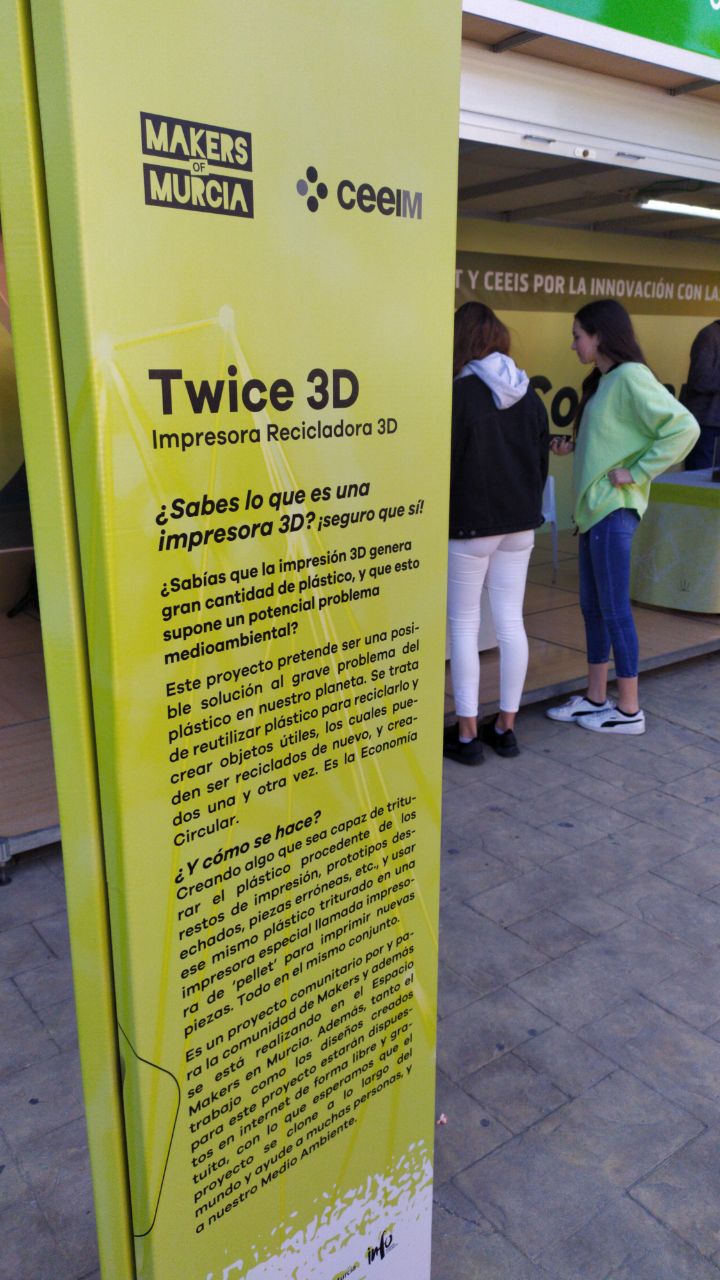 MAKERS
OF
MURCIA
CEEIM
T Y CEEIS POR LA INNOVACIÓN CON LA
So
Twice 3D
Impresora Recicladora 3D
¿Sabes lo que es una
impresora 3D? ¡seguro que sí!
¿Sabías que la impresión 3D genera
gran cantidad de plástico, y que esto
supone un potencial problema
medioambiental?
Este proyecto pretende ser una posi-
ble solución al grave problema del
plástico en nuestro planeta. Se trata
de reutilizar plástico para reciclarlo y
crear objetos útiles, los cuales pue-
den ser reciclados de nuevo, y crea-
dos una y otra vez. Es la Economía
Circular.
¿Y cómo se hace?
Creando algo que sea capaz de tritu-
rar el plástico procedente de los
restos de impresión, prototipos des-
echados, piezas erróneas, etc., y usar
ese mismo plástico triturado en una
impresora especial llamada impreso-
ra de 'pellet' para imprimir nuevas
piezas. Todo en el mismo conjunto.
Es un proyecto comunitario por y pa-
ra la comunidad de Makers y además
se está realizando en el Espacio
Makers en Murcia. Además, tanto el
trabajo como los diseños creados
para este proyecto estarán dispues-
tos en internet de forma libre y gra-
tuita, con lo que esperamos que el
proyecto se clone a lo largo del
mundo y ayude a muchas personas, y
a nuestro Medio Ambiente.
info